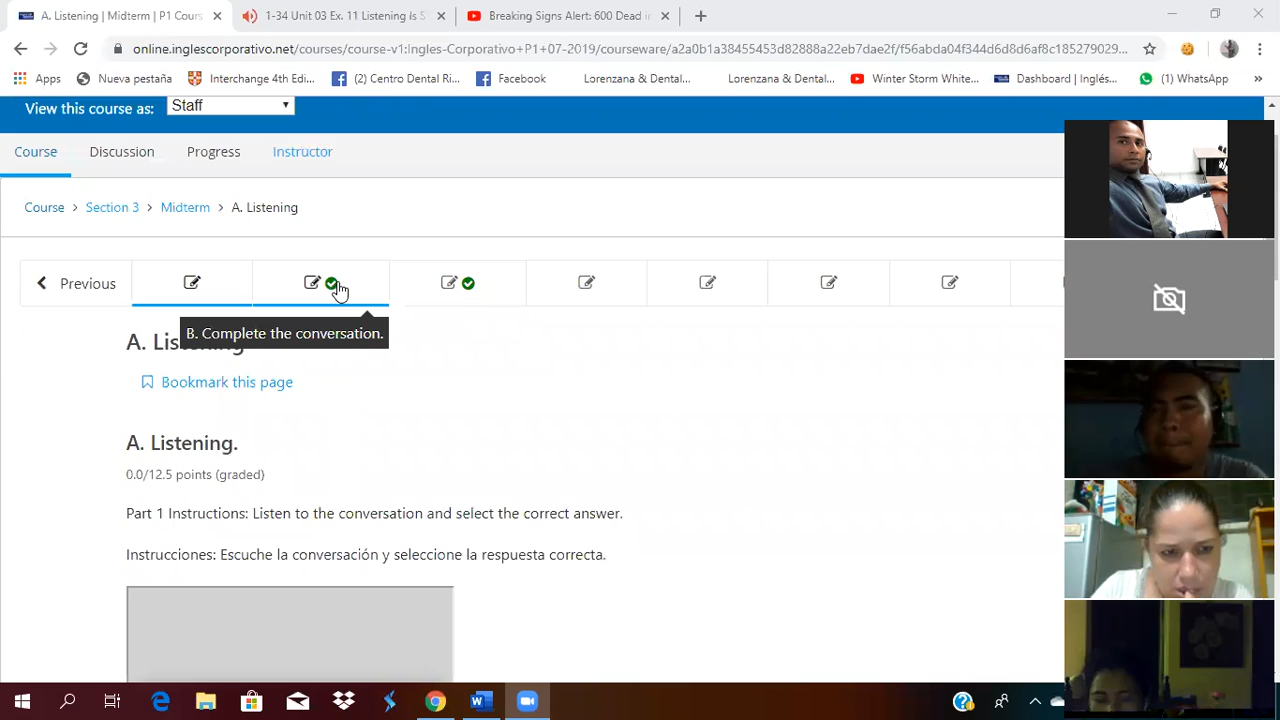 A. Listening | Midterm | P1 Cours
1-34 Unit 03 Ex. 11 Listening Is S
Breaking Signs Alert: 600 Dead in
online.inglescorporativo.net/courses/course-v1:Ingles-Corporativo+P1+07-2019/courseware/a2a0b1a38455453d82888a22eb7dae2f/f56abda04f344d6d8d6af8c185279029...
Apps
Nueva pestaña
Interchange 4th Edi...
(2) Centro Dental Ri...
Facebook
Lorenzana & Dental...
Lorenzana & Dental...
Winter Storm White...
Dashboard | Inglés...
(1) WhatsApp
»
View this course as:
Staff
Course
Discussion
Progress
Instructor
Course > Section 3 > Midterm > A. Listening
Previous
B. Complete the conversation.
A. Listening
Bookmark this page
A. Listening.
0.0/12.5 points (graded)
Part 1 Instructions: Listen to the conversation and select the correct answer.
Instrucciones: Escuche la conversación y seleccione la respuesta correcta.